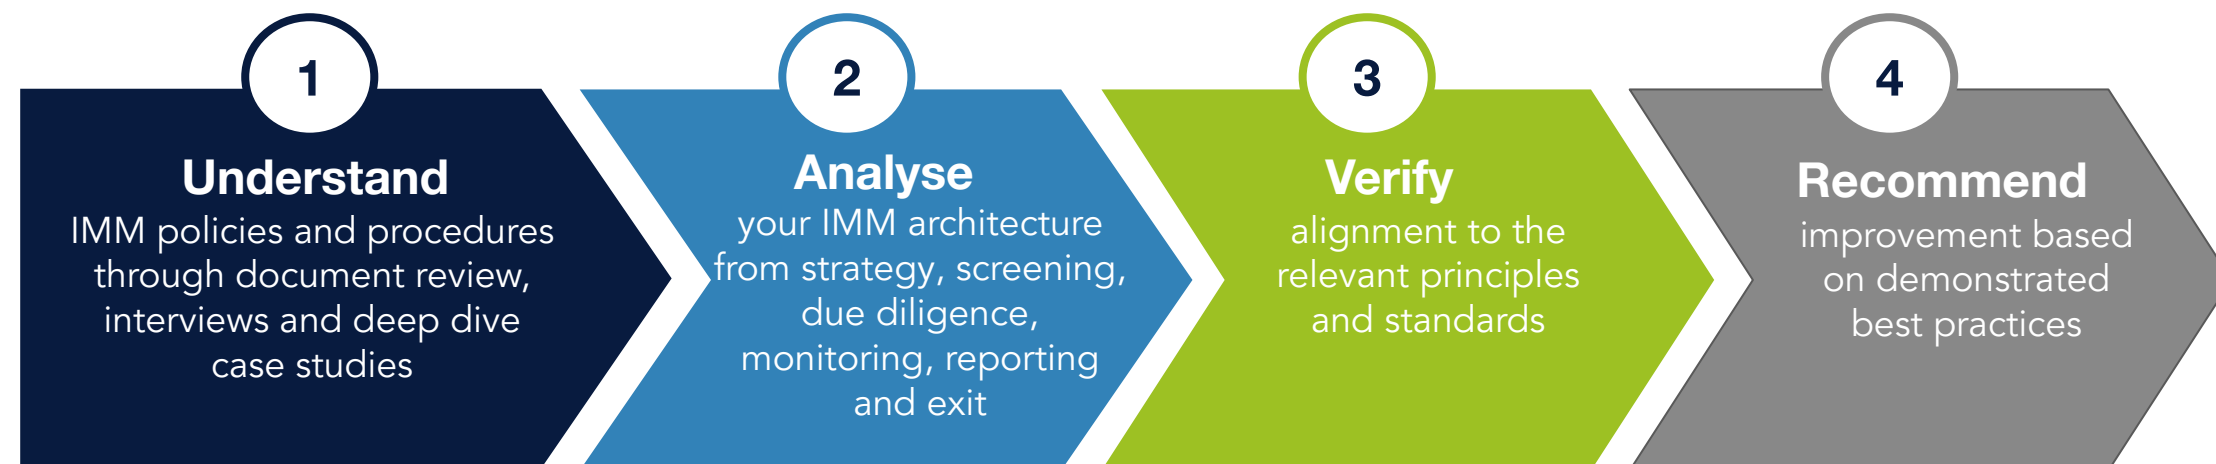 1
Understand
IMM policies and procedures
through document review,
interviews and deep dive
case studies
2
Analyse
your IMM architecture
from strategy, screening,
due diligence,
monitoring, reporting
and exit
3
Verify
alignment to the
relevant principles
and standards
4
Recommend
improvement based
on demonstrated
best practices